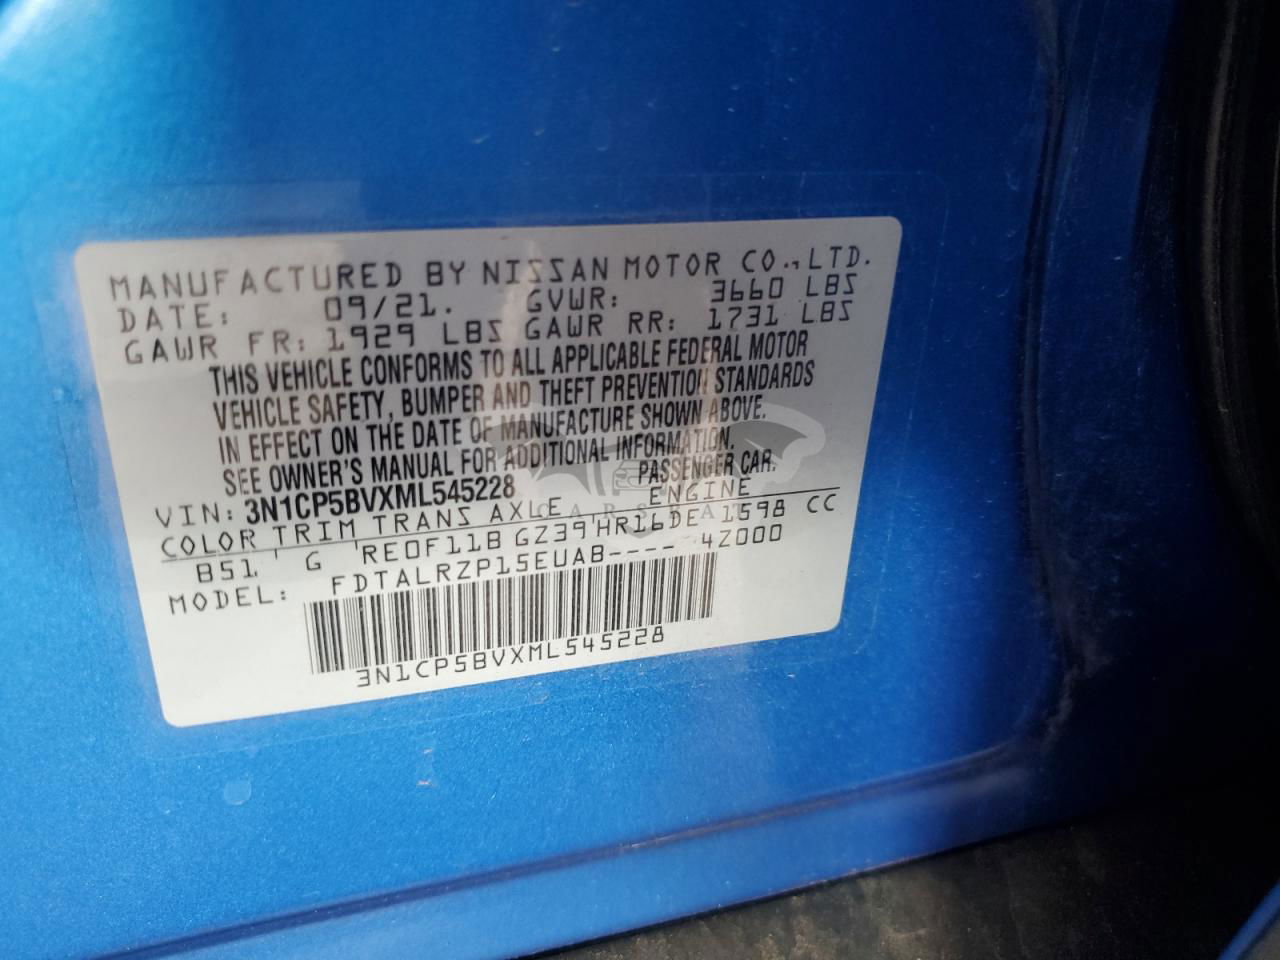 MANUFACTURED BY NISSAN MOTOR CO., LTD.
DATE: 09/21. GVWR: 3660 LBS
GAWR FR: 1929 LBS GAWR RR: 1731 LBS
THIS VEHICLE CONFORMS TO ALL APPLICABLE FEDERAL MOTOR
VEHICLE SAFETY, BUMPER AND THEFT PREVENTION STANDARDS
IN EFFECT ON THE DATE OF MANUFACTURE SHOWN ABOVE.
SEE OWNER'S MANUAL FOR ADDITIONAL INFORMATION.
PASSENGER CAR.
VIN: 3N1CP5BVXML545228
COLOR TRIM TRANS AXLE ENGINE
B51 G RE0F11B GZ39 HR16DE 1598 CC
MODEL: FDTALRZP15EUAB---- 4Z000
3N1CP5BVXML545228